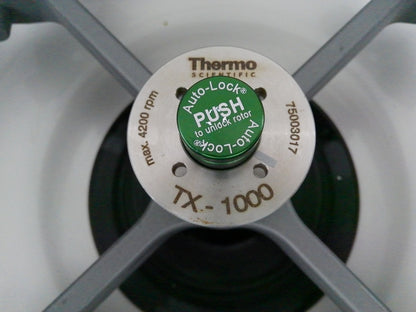 Thermo
SCIENTIFIC
max. 4200 rpm
75003017
Auto-Lock®
PUSH
to unlock rotor
Auto-Lock®
TX - 1000